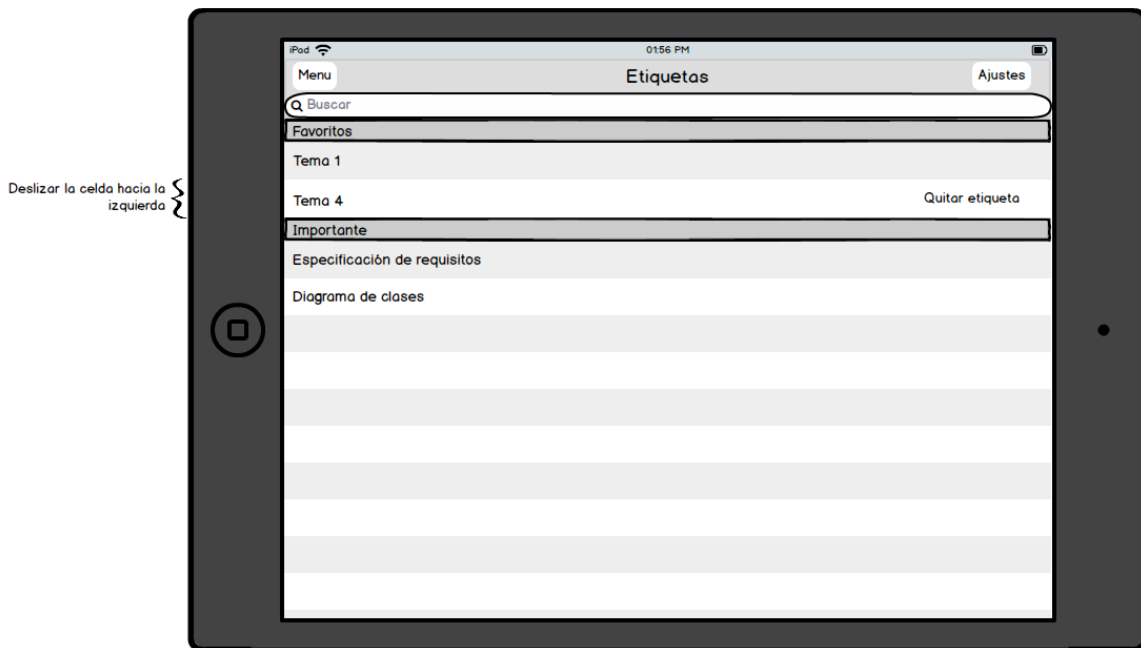 iPad
01:56 PM
Menu
Etiquetas
Ajustes
Buscar
Favoritos
Tema 1
Deslizar la celda hacia la
izquierda
Tema 4
Quitar etiqueta
Importante
Especificación de requisitos
Diagrama de clases